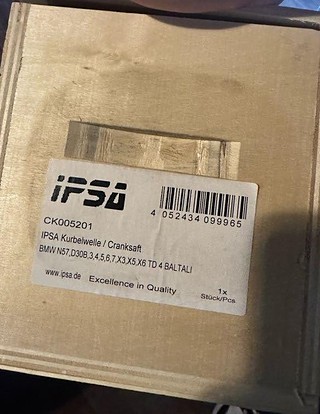 IPSA
4 052434 099965
CK005201
IPSA Kurbelwelle / Cranksaft
BMW N57,D30B,3,4,5,6,7,X3,X5,X6 TD 4 BALTALI
www.ipsa.de Excellence in Quality
1x
Stück/Pcs.